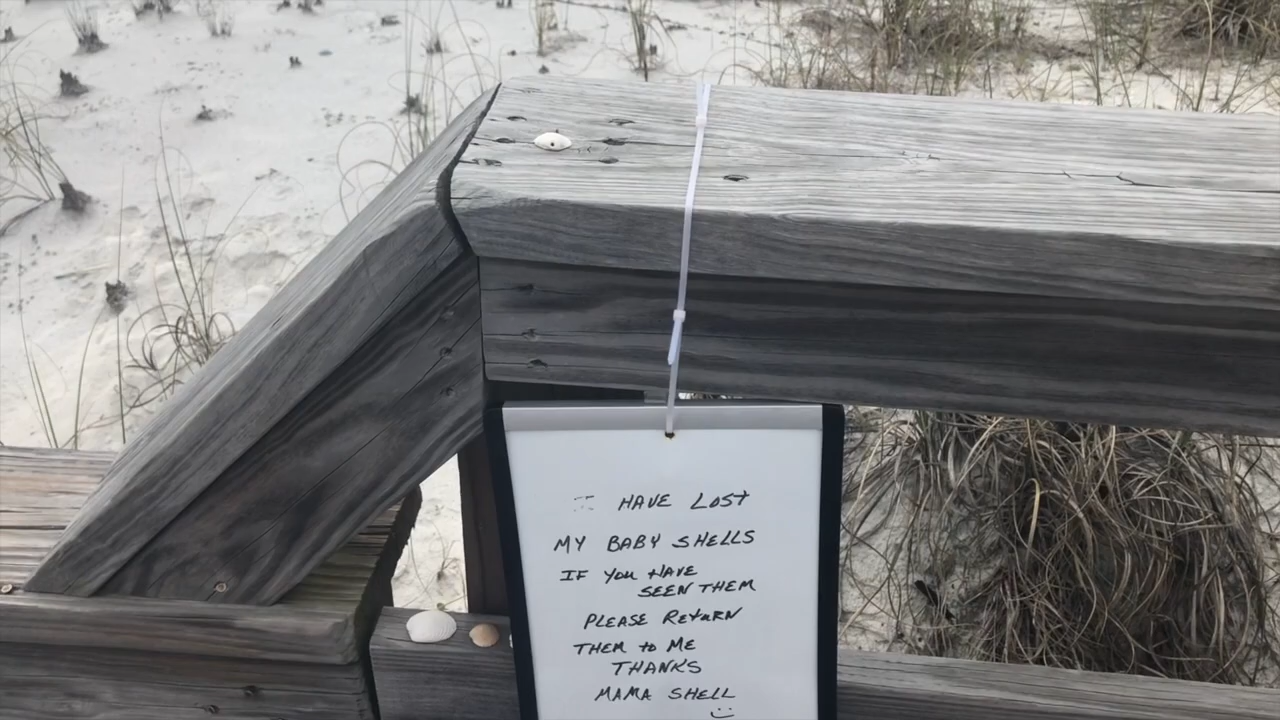 I HAVE LOST
MY BABY SHELLS
IF YOU HAVE
SEEN THEM
PLEASE RETURN
THEM to ME
THANKS
MAMA SHELL